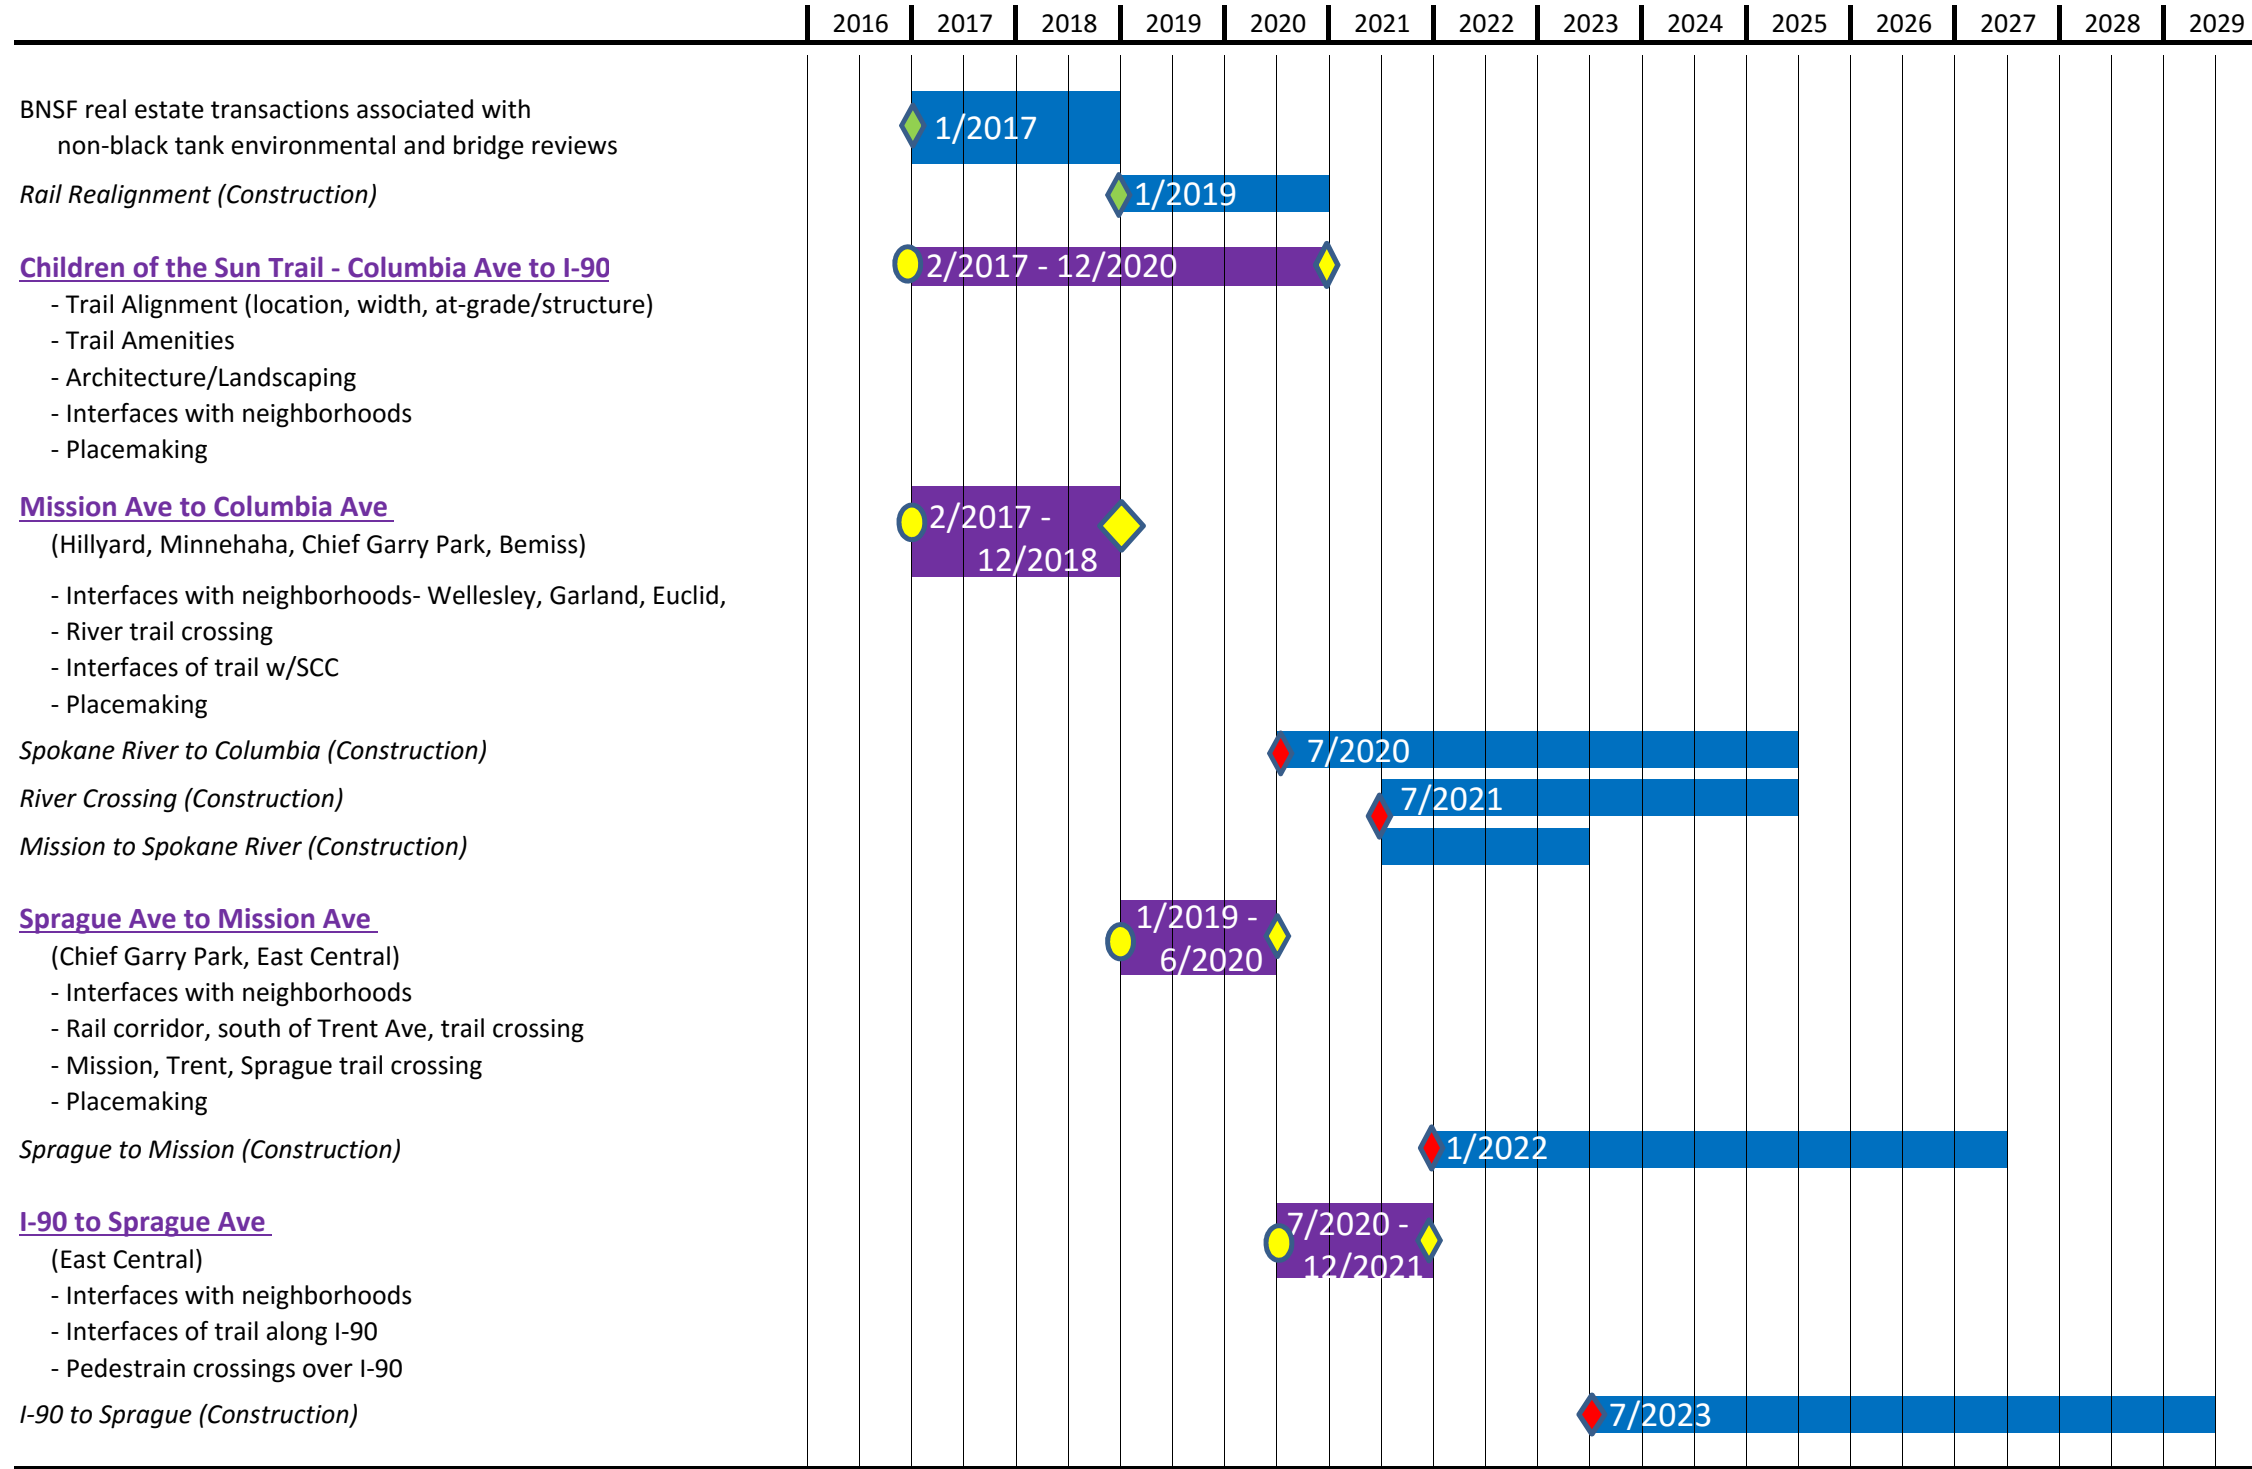 2016 2017 2018 2019 2020 2021 2022 2023 2024 2025 2026 2027 2028 2029
BNSF real estate transactions associated with
non-black tank environmental and bridge reviews
1/2017
Rail Realignment (Construction)
1/2019
Children of the Sun Trail - Columbia Ave to I-90
2/2017 - 12/2020
- Trail Alignment (location, width, at-grade/structure)
- Trail Amenities
- Architecture/Landscaping
- Interfaces with neighborhoods
- Placemaking
Mission Ave to Columbia Ave
2/2017 -
12/2018
(Hillyard, Minnehaha, Chief Garry Park, Bemiss)
- Interfaces with neighborhoods- Wellesley, Garland, Euclid,
- River trail crossing
- Interfaces of trail w/SCC
- Placemaking
Spokane River to Columbia (Construction)
7/2020
River Crossing (Construction)
7/2021
Mission to Spokane River (Construction)
Sprague Ave to Mission Ave
1/2019 -
6/2020
(Chief Garry Park, East Central)
- Interfaces with neighborhoods
- Rail corridor, south of Trent Ave, trail crossing
- Mission, Trent, Sprague trail crossing
- Placemaking
Sprague to Mission (Construction)
1/2022
I-90 to Sprague Ave
7/2020 -
12/2021
(East Central)
- Interfaces with neighborhoods
- Interfaces of trail along I-90
- Pedestrain crossings over I-90
I-90 to Sprague (Construction)
7/2023